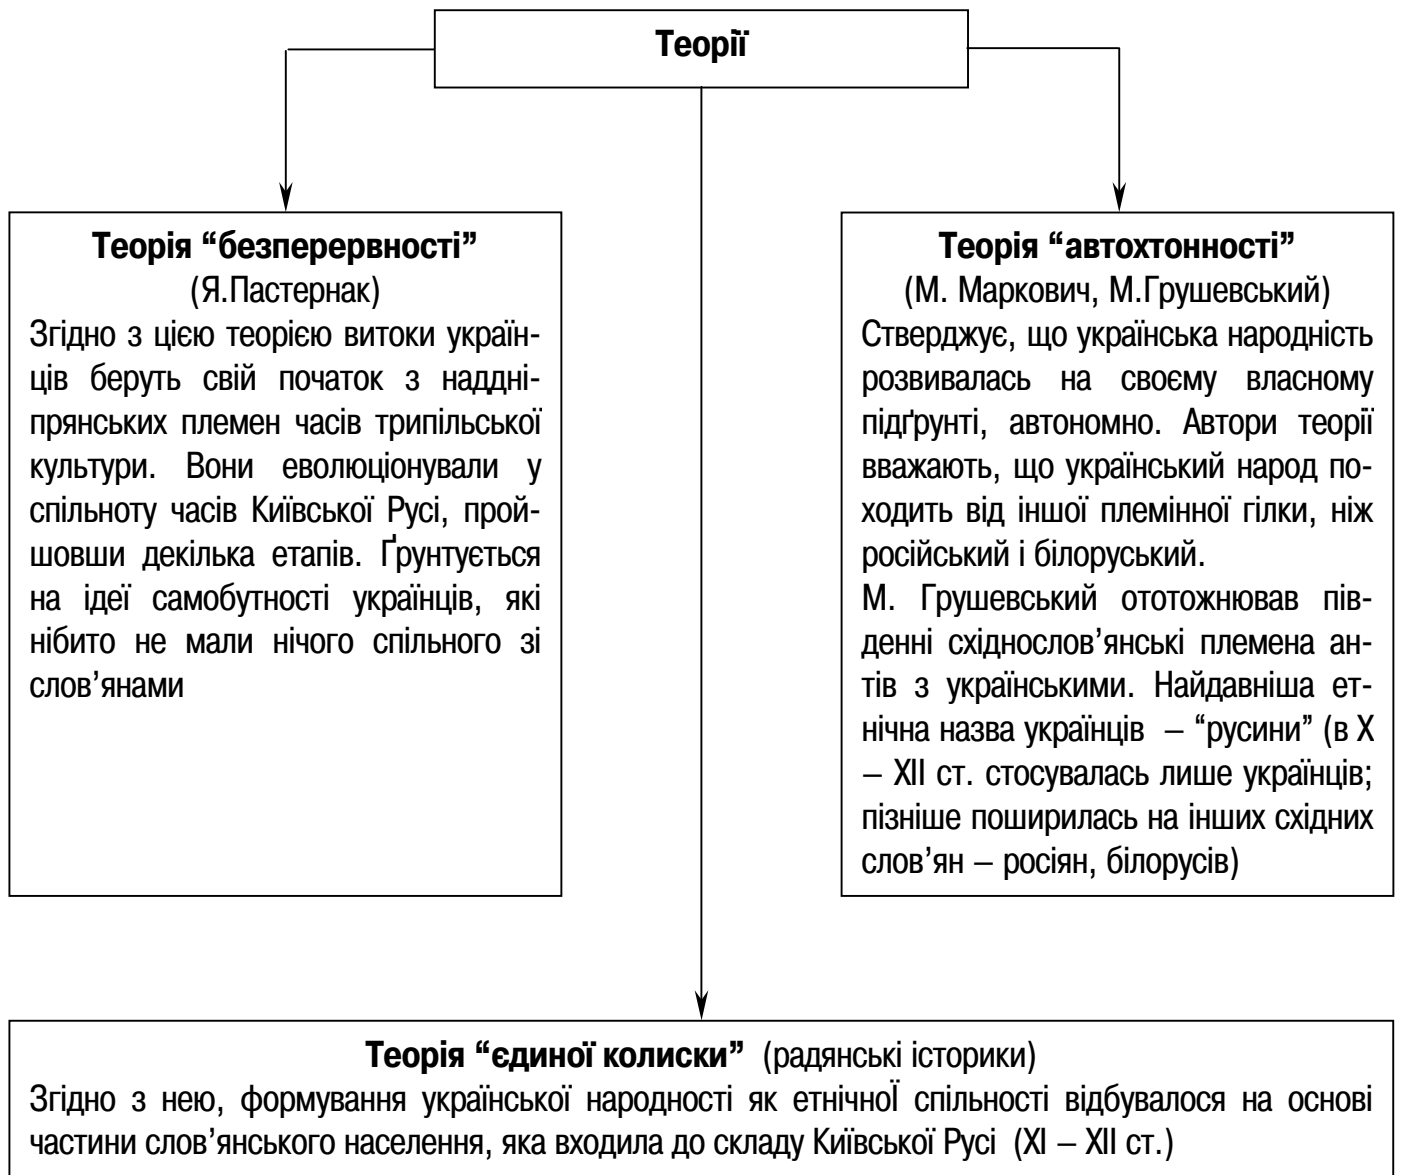 Теорії
Теорія “безперервності”
(Я.Пастернак)
Згідно з цією теорією витоки україн-
ців беруть свій початок з наддні-
прянських племен часів трипільської
культури. Вони еволюціонували у
спільноту часів Київської Русі, прой-
шовши декілька етапів. Ґрунтується
на ідеї самобутності українців, які
нібито не мали нічого спільного зі
слов’янами
Теорія “автохтонності”
(М. Маркович, М.Грушевський)
Стверджує, що українська народність
розвивалась на своєму власному
підґрунті, автономно. Автори теорії
вважають, що український народ по-
ходить від іншої племінної гілки, ніж
російський і білоруський.
М. Грушевський ототожнював пів-
денні східнослов’янські племена ан-
тів з українськими. Найдавніша ет-
нічна назва українців – “русини” (в X
– XII ст. стосувалась лише українців;
пізніше поширилась на інших східних
слов’ян – росіян, білорусів)
Теорія “єдиної колиски” (радянські історики)
Згідно з нею, формування української народності як етнічноЇ спільності відбувалося на основі
частини слов’янського населення, яка входила до складу Київської Русі (XI – XII ст.)